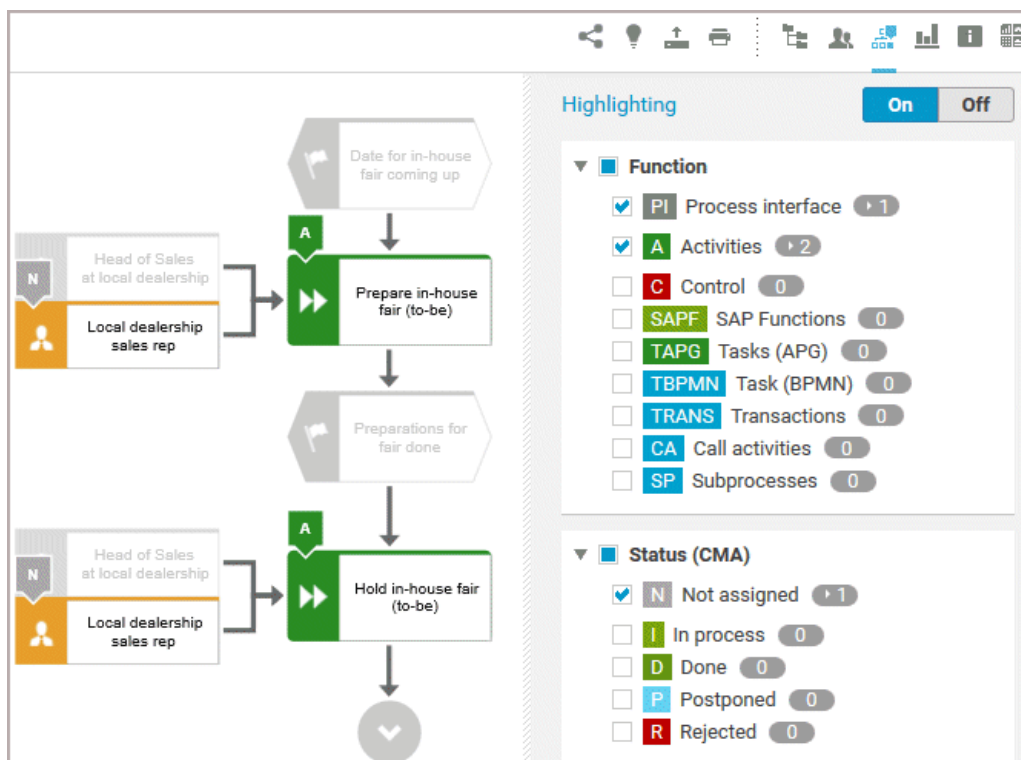 Highlighting
On
Off
Date for in-house
fair coming up
A
Head of Sales
at local dealership
N
Local dealership
sales rep
Prepare in-house
fair (to-be)
Preparations for
fair done
A
Head of Sales
at local dealership
N
Local dealership
sales rep
Hold in-house fair
(to-be)
Function
PI Process interface 1
A Activities 2
C Control 0
SAPF SAP Functions 0
TAPG Tasks (APG) 0
TBPMN Task (BPMN) 0
TRANS Transactions 0
CA Call activities 0
SP Subprocesses 0
Status (CMA)
N Not assigned 1
I In process 0
D Done 0
P Postponed 0
R Rejected 0